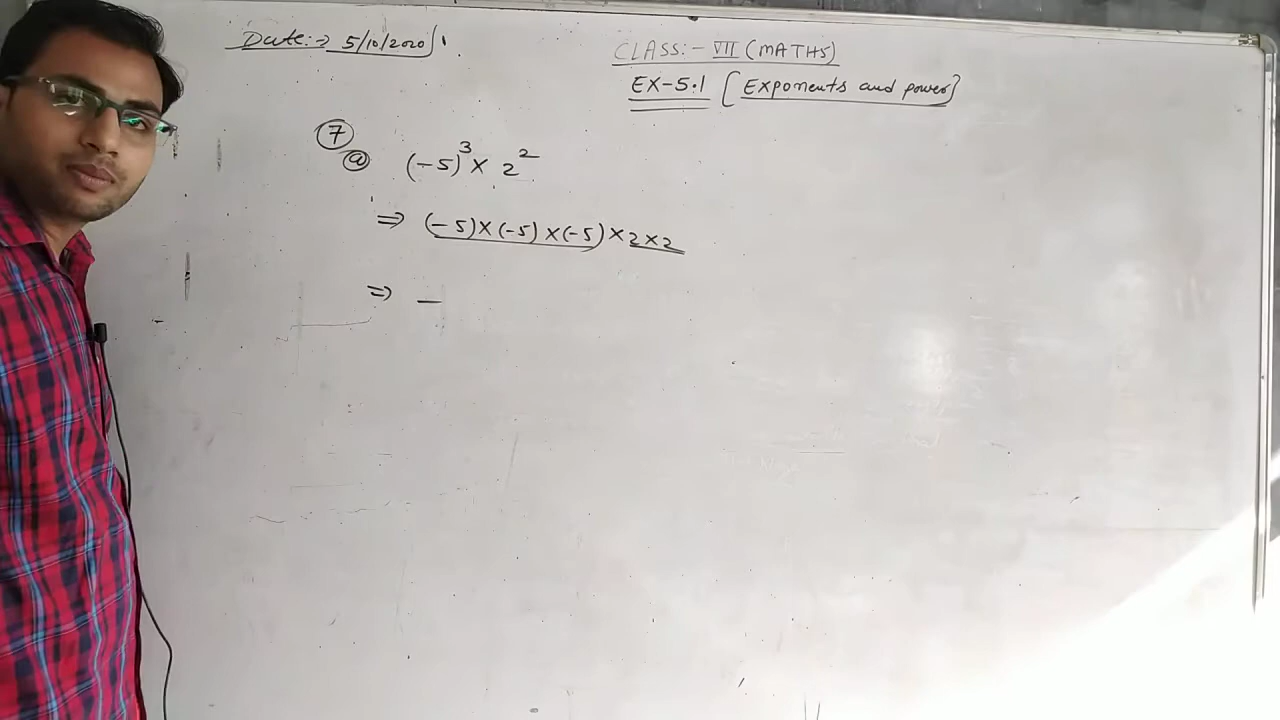 Date:→ 5/10/2020
CLASS:- VII (MATHS)
EX-5.1 [Exponents and power]
7
a (-5)³ × 2²
⇒ (-5)×(-5)×(-5)×2×2
⇒ -